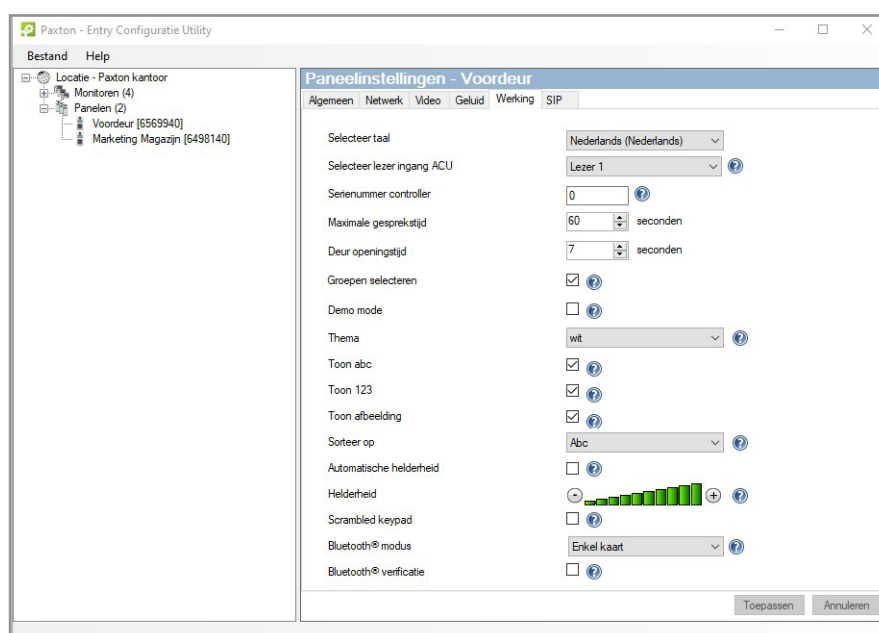 Paxton - Entry Configuratie Utility
Bestand Help
Locatie - Paxton kantoor
Monitoren (4)
Panelen (2)
Voordeur [6569940]
Marketing Magazijn [6498140]
Paneelinstellingen - Voordeur
Algemeen Netwerk Video Geluid Werking SIP
Selecteer taal Nederlands (Nederlands)
Selecteer lezer ingang ACU Lezer 1
Serienummer controller 0
Maximale gesprekstijd 60 seconden
Deur openingstijd 7 seconden
Groepen selecteren
Demo mode
Thema wit
Toon abc
Toon 123
Toon afbeelding
Sorteer op Abc
Automatische helderheid
Helderheid - +
Scrambled keypad
Bluetooth® modus Enkel kaart
Bluetooth® verificatie
Toepassen Annuleren